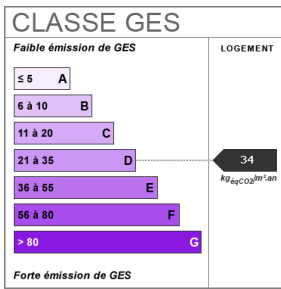 CLASSE GES
Faible émission de GES
LOGEMENT
≤ 5 A
6 à 10 B
11 à 20 C
21 à 35 D
34
kgéqCO2/m².an
36 à 55 E
56 à 80 F
> 80 G
Forte émission de GES